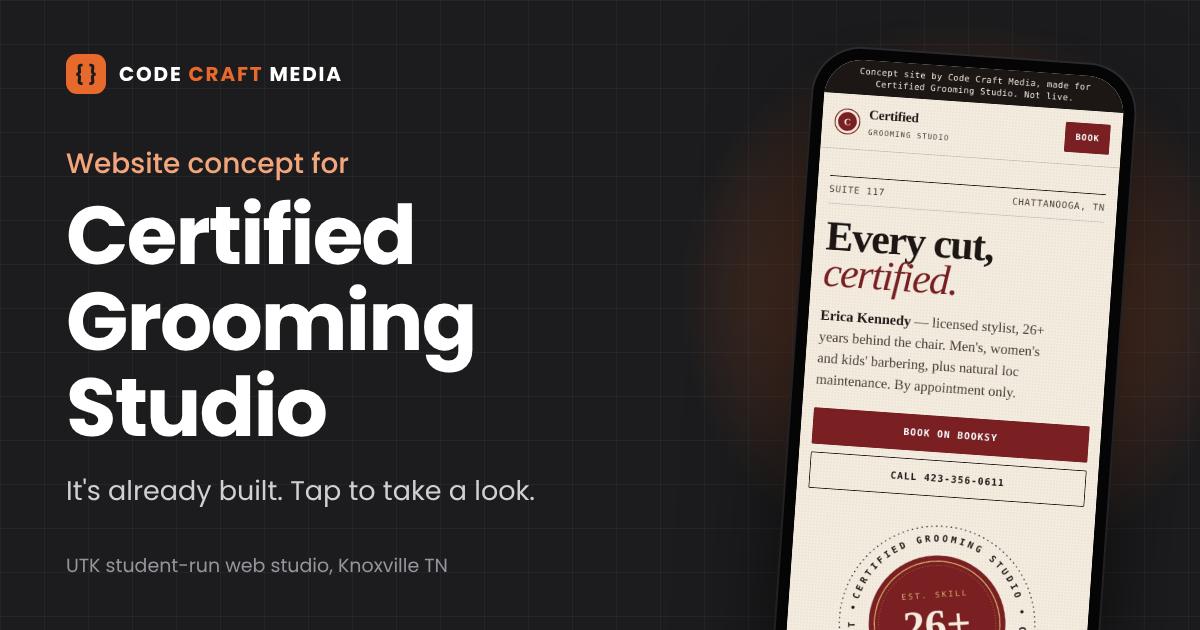 { } CODE CRAFT MEDIA
Website concept for
Certified
Grooming
Studio
It's already built. Tap to take a look.
UTK student-run web studio, Knoxville TN
Concept site by Code Craft Media, made for
Certified Grooming Studio. Not live.
C
Certified
GROOMING STUDIO
BOOK
SUITE 117
CHATTANOOGA, TN
Every cut,
certified.
Erica Kennedy — licensed stylist, 26+
years behind the chair. Men's, women's
and kids' barbering, plus natural loc
maintenance. By appointment only.
BOOK ON BOOKSY
CALL 423-356-0611
• CERTIFIED GROOMING STUDIO •
EST. SKILL
26+